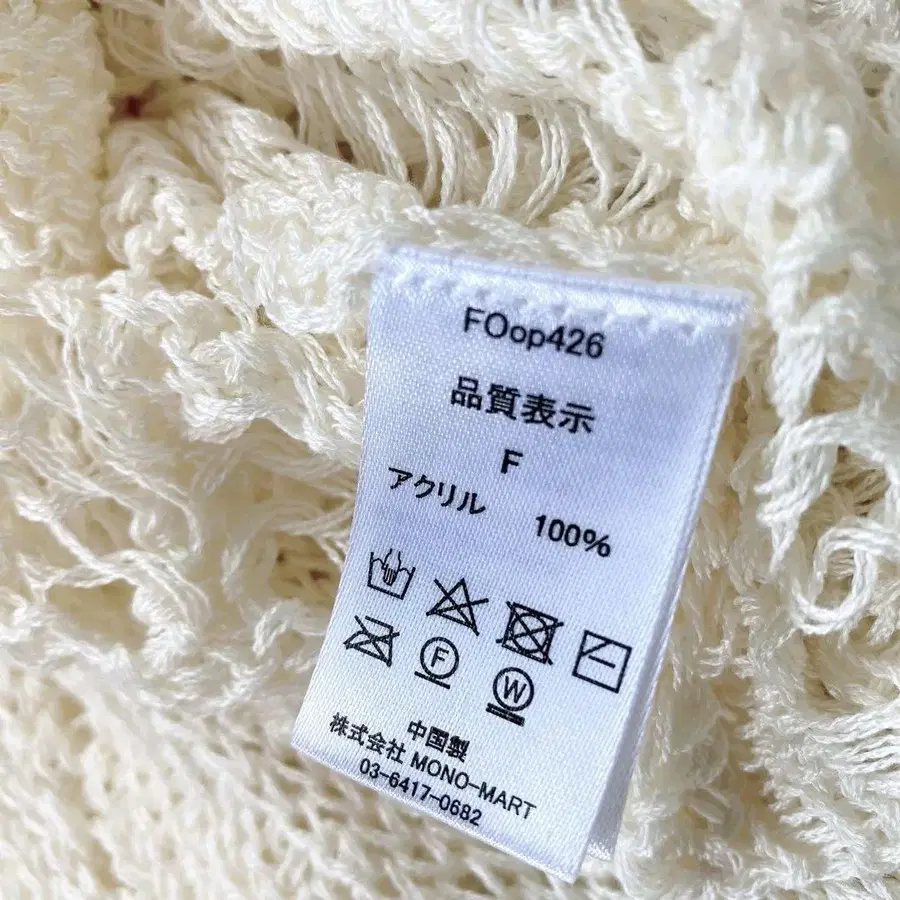 FOop426
品質表示
F
アクリル 100%
F
W
中国製
株式会社 MONO-MART
03-6417-0682